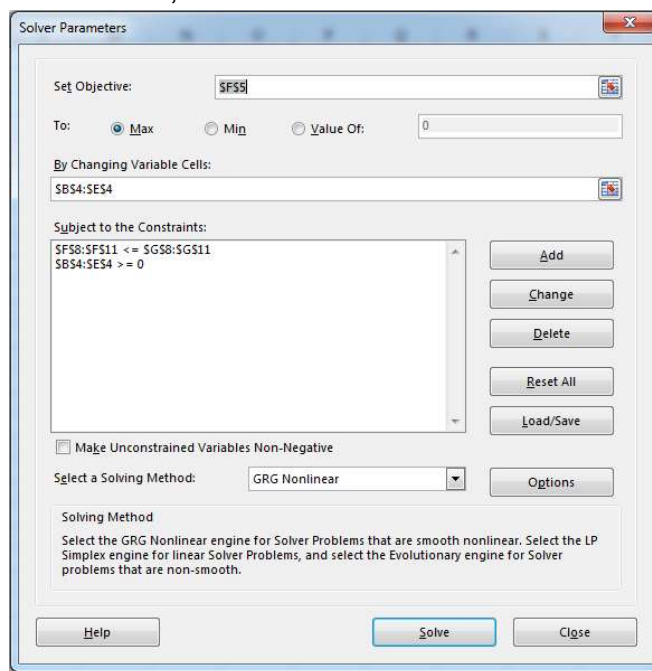 Solver Parameters
Set Objective: $F$5
To: Max Min Value Of: 0
By Changing Variable Cells:
$B$4:$E$4
Subject to the Constraints:
$F$8:$F$11 <= $G$8:$G$11
$B$4:$E$4 >= 0
Add
Change
Delete
Reset All
Load/Save
Make Unconstrained Variables Non-Negative
Select a Solving Method: GRG Nonlinear Options
Solving Method
Select the GRG Nonlinear engine for Solver Problems that are smooth nonlinear. Select the LP
Simplex engine for linear Solver Problems, and select the Evolutionary engine for Solver
problems that are non-smooth.
Help Solve Close